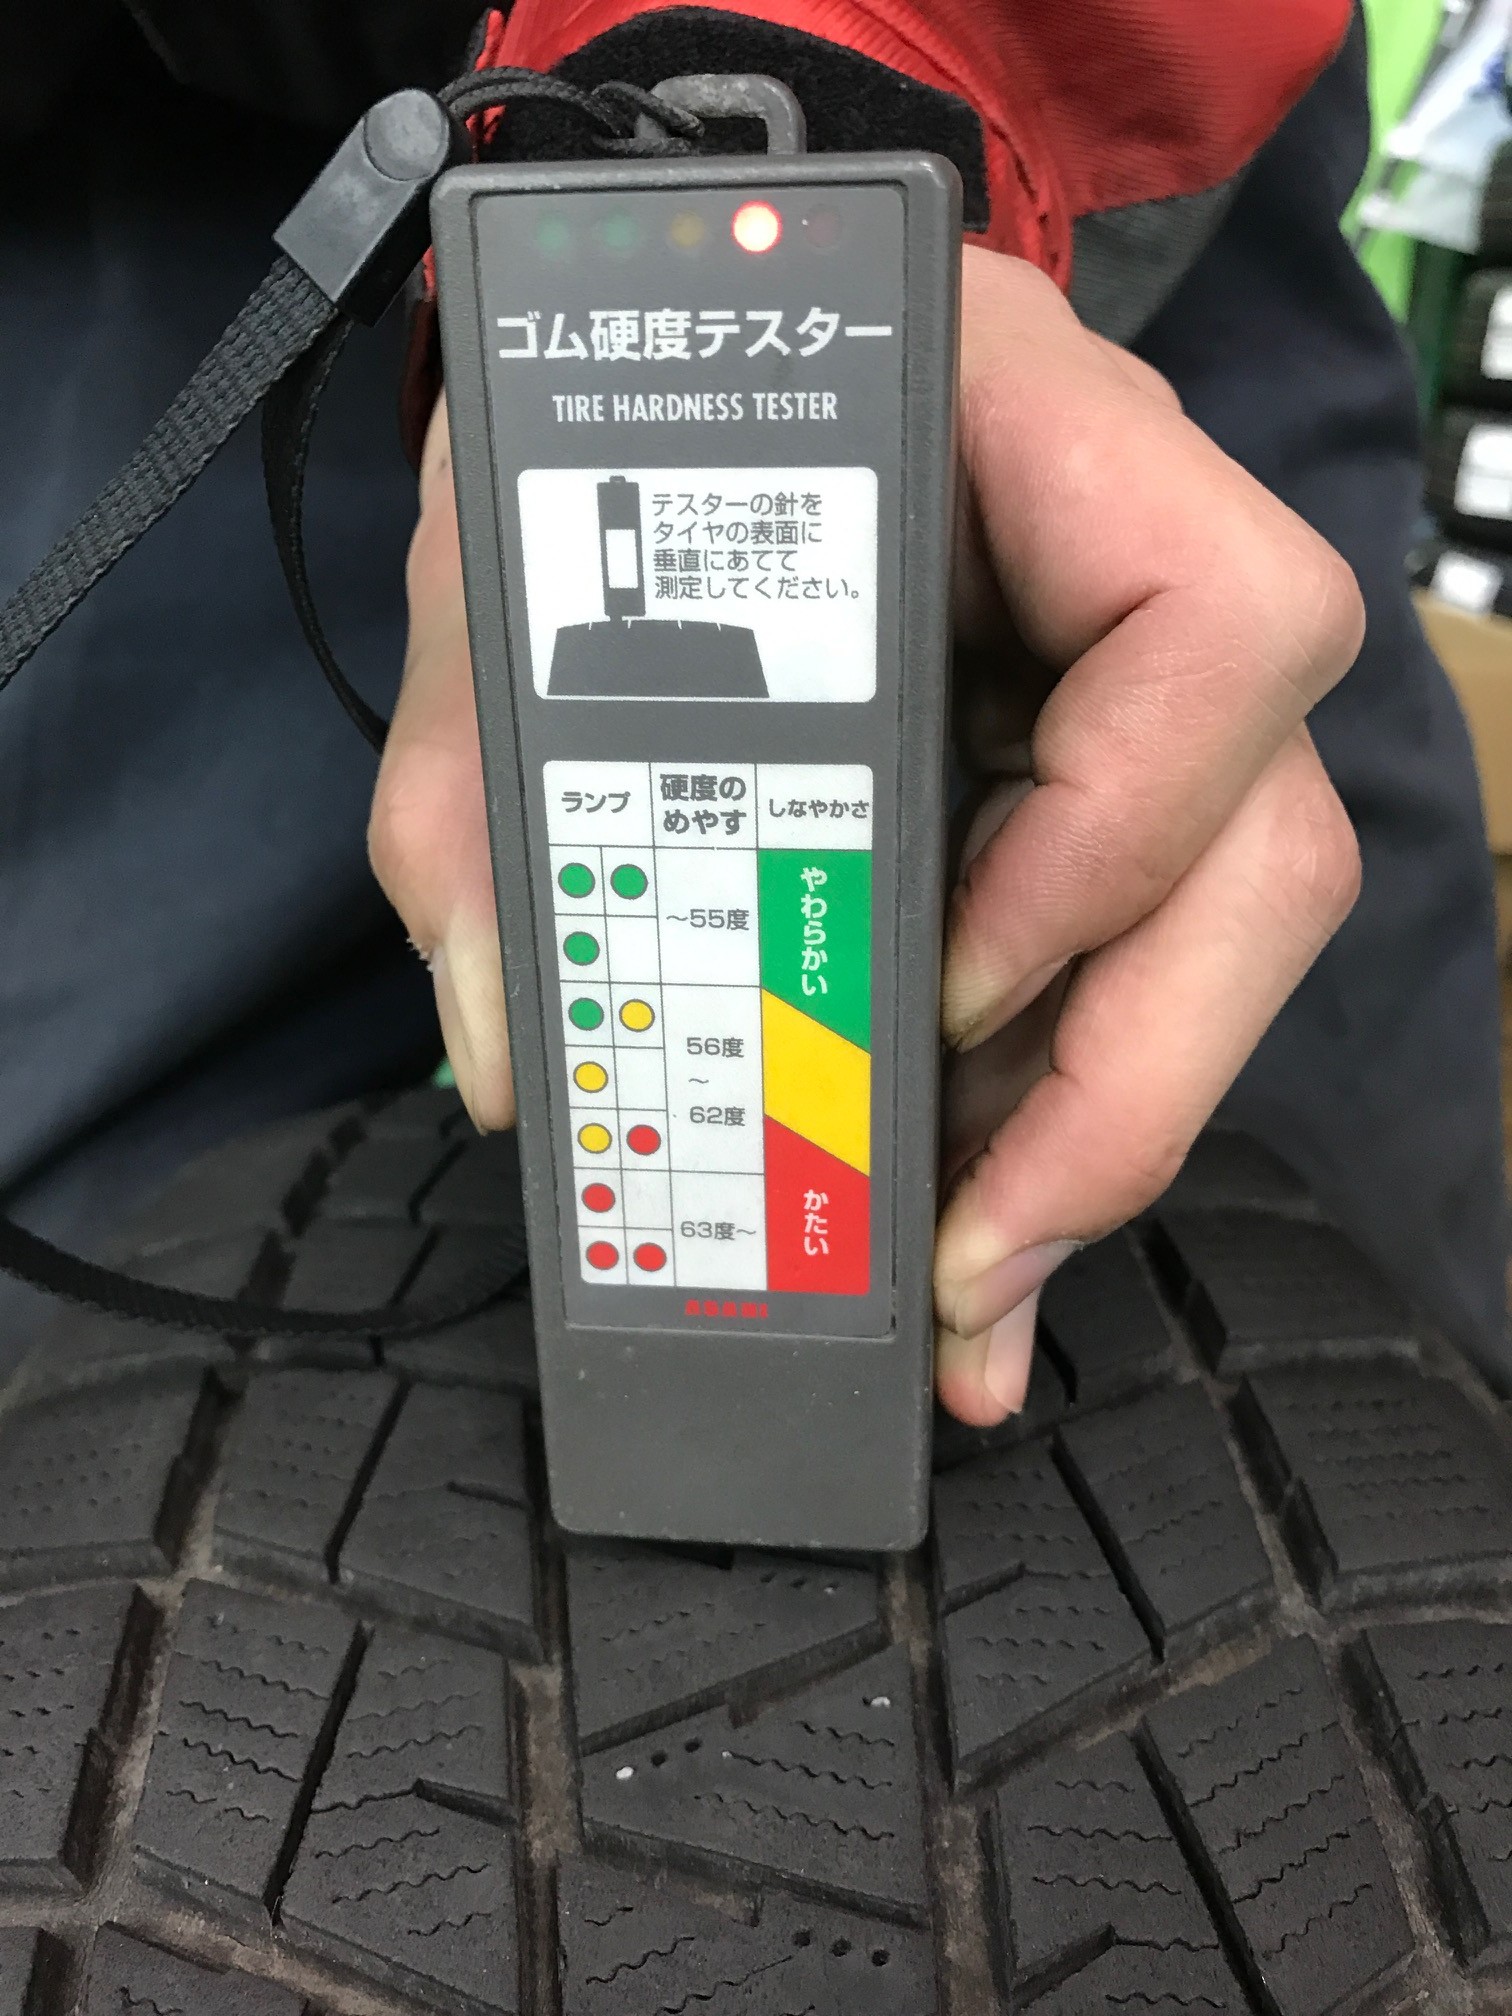 ゴム硬度テスター
TIRE HARDNESS TESTER
テスターの針を
タイヤの表面に
垂直にあてて
測定してください。
ランプ 硬度の
めやす しなやかさ
～55度
やわらかい
56度
～
62度
63度～
かたい